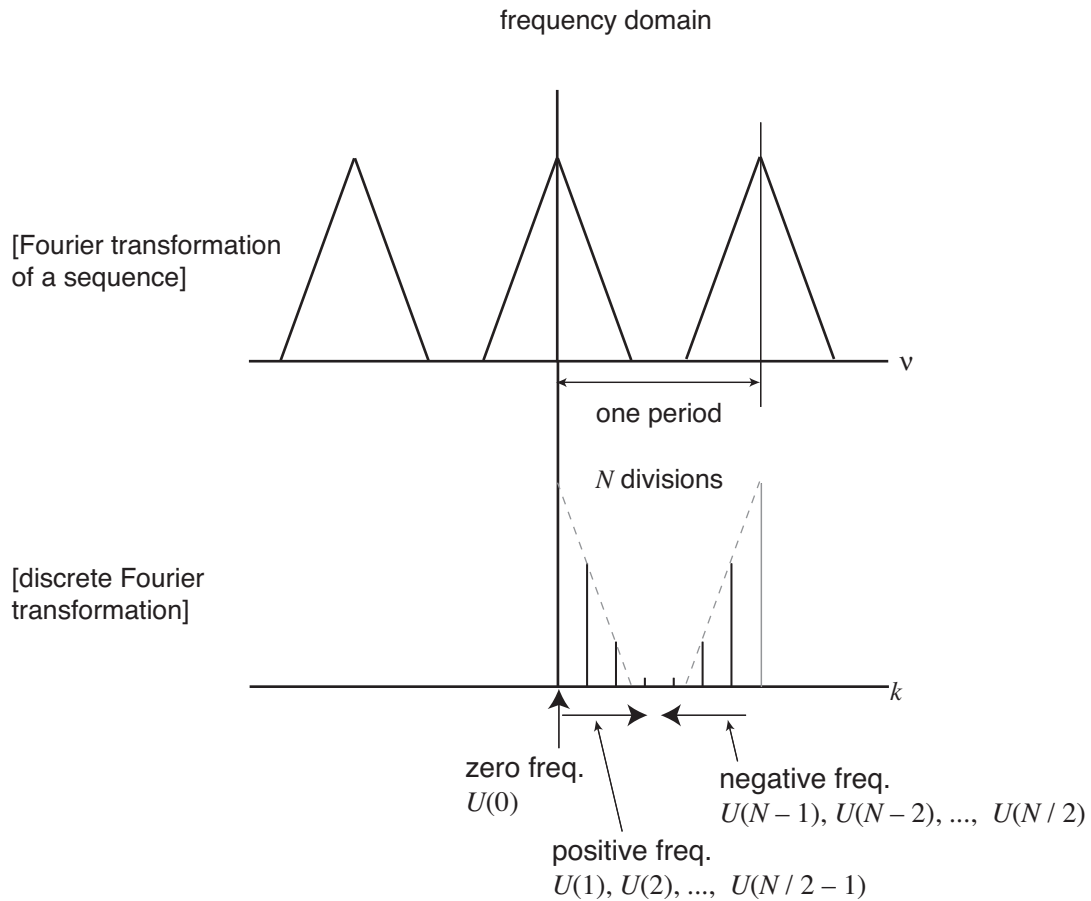 frequency domain
[Fourier transformation
of a sequence]
ν
one period
N divisions
[discrete Fourier
transformation]
k
zero freq.
U(0)
negative freq.
U(N – 1), U(N – 2), ..., U(N / 2)
positive freq.
U(1), U(2), ..., U(N / 2 – 1)